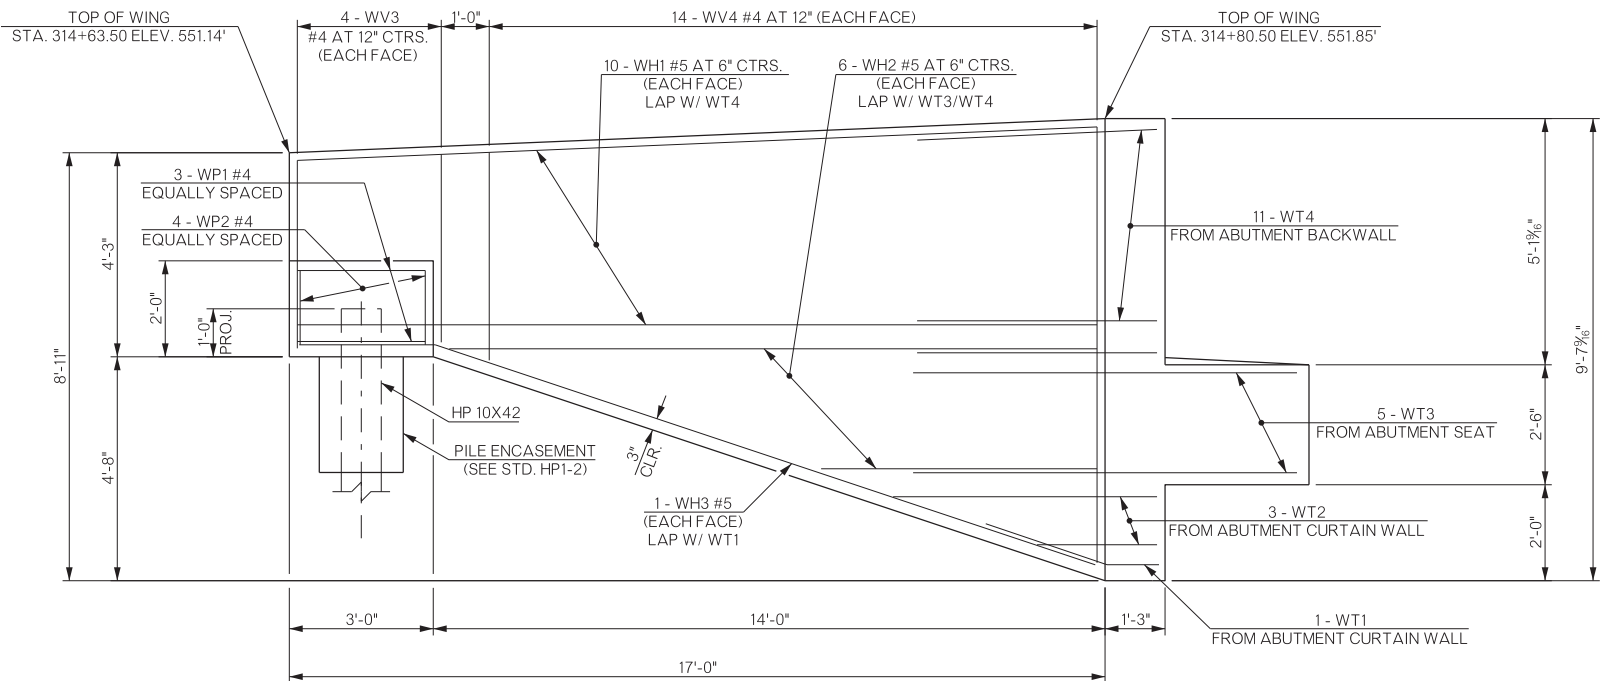 TOP OF WING
STA. 314+63.50 ELEV. 551.14'
4 - WV3
#4 AT 12" CTRS.
(EACH FACE)
1'-0"
14 - WV4 #4 AT 12" (EACH FACE)
TOP OF WING
STA. 314+80.50 ELEV. 551.85'
10 - WH1 #5 AT 6" CTRS.
(EACH FACE)
LAP W/ WT4
6 - WH2 #5 AT 6" CTRS.
(EACH FACE)
LAP W/ WT3/WT4
3 - WP1 #4
EQUALLY SPACED
4 - WP2 #4
EQUALLY SPACED
11 - WT4
FROM ABUTMENT BACKWALL
4'-3"
2'-0"
1'-0"
PROJ.
5'-1 9/16"
8'-11"
9'-7 9/16"
HP 10X42
5 - WT3
FROM ABUTMENT SEAT
2'-6"
PILE ENCASEMENT
(SEE STD. HP1-2)
3"
CLR.
4'-8"
1 - WH3 #5
(EACH FACE)
LAP W/ WT1
3 - WT2
FROM ABUTMENT CURTAIN WALL
2'-0"
3'-0"
14'-0"
1'-3"
1 - WT1
FROM ABUTMENT CURTAIN WALL
17'-0"